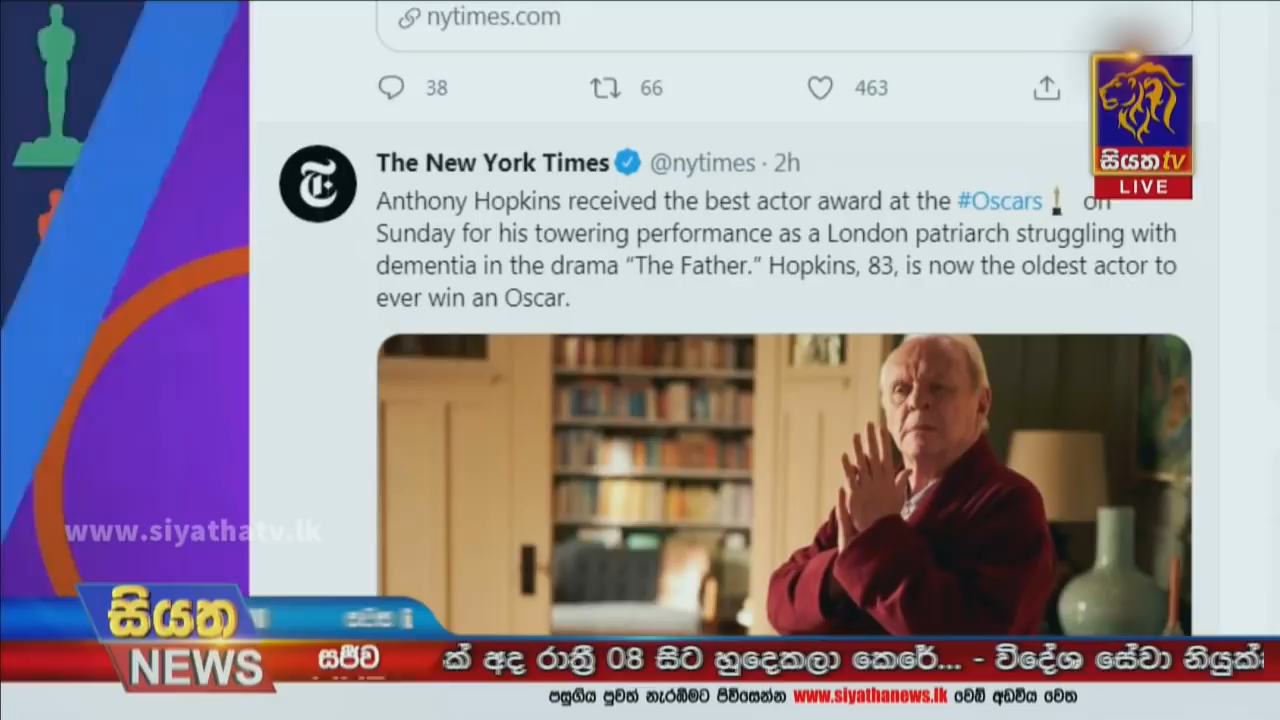 nytimes.com
38 66 463
The New York Times @nytimes · 2h
Anthony Hopkins received the best actor award at the #Oscars on
Sunday for his towering performance as a London patriarch struggling with
dementia in the drama “The Father.” Hopkins, 83, is now the oldest actor to
ever win an Oscar.
සියත tv
LIVE
www.siyathatv.lk
සියත
NEWS
සජීව
ක් අද රාත්‍රී 08 සිට හුදෙකලා කෙරේ... - විදේශ සේවා නියුක්
පසුගිය පුවත් නැරඹීමට පිවිසෙන්න www.siyathanews.lk වෙබ් අඩවිය වෙත